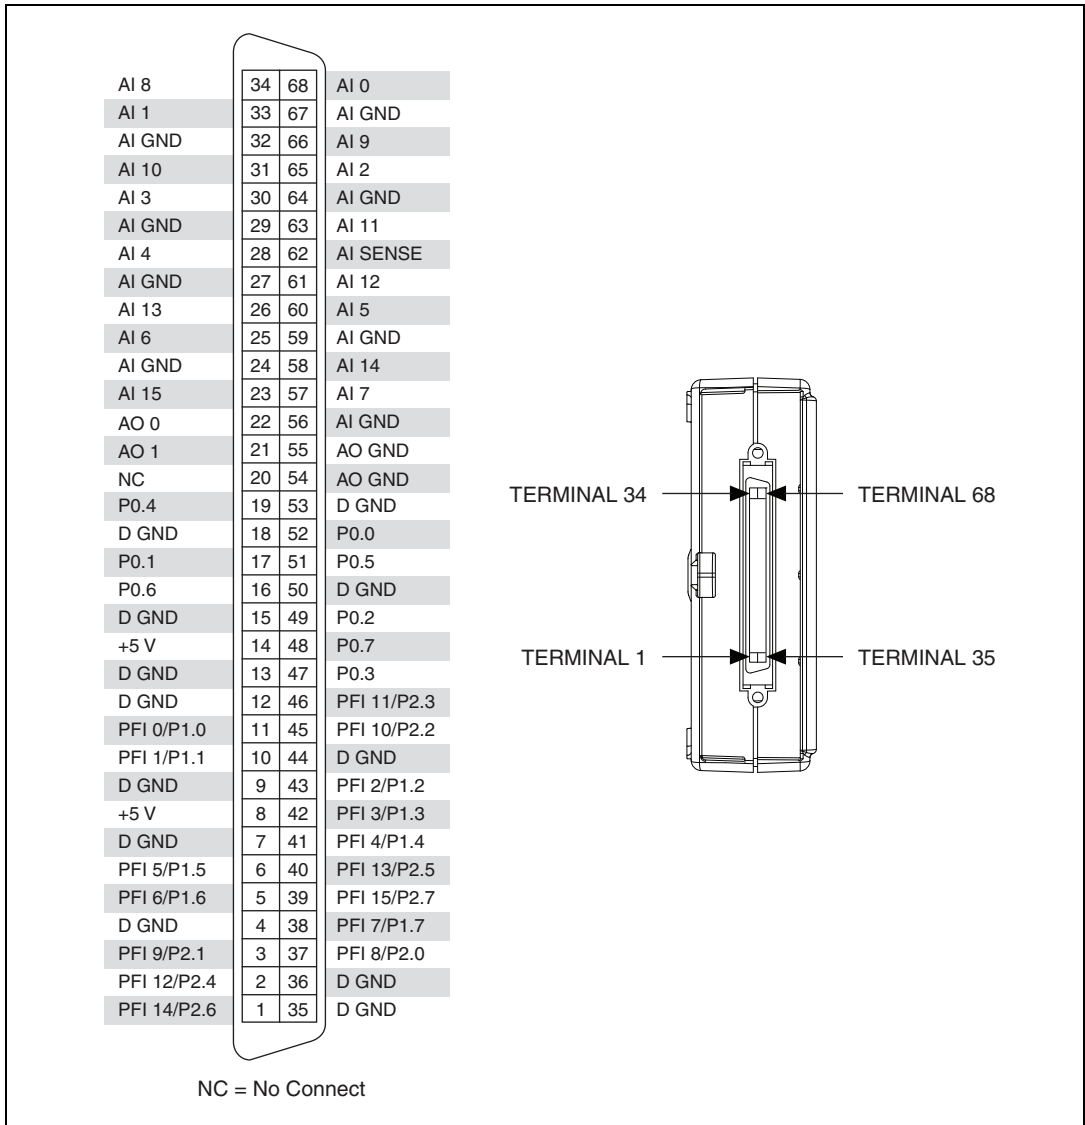 AI 8 34 68 AI 0
AI 1 33 67 AI GND
AI GND 32 66 AI 9
AI 10 31 65 AI 2
AI 3 30 64 AI GND
AI GND 29 63 AI 11
AI 4 28 62 AI SENSE
AI GND 27 61 AI 12
AI 13 26 60 AI 5
AI 6 25 59 AI GND
AI GND 24 58 AI 14
AI 15 23 57 AI 7
AO 0 22 56 AI GND
AO 1 21 55 AO GND
NC 20 54 AO GND
P0.4 19 53 D GND
D GND 18 52 P0.0
P0.1 17 51 P0.5
P0.6 16 50 D GND
D GND 15 49 P0.2
+5 V 14 48 P0.7
D GND 13 47 P0.3
D GND 12 46 PFI 11/P2.3
PFI 0/P1.0 11 45 PFI 10/P2.2
PFI 1/P1.1 10 44 D GND
D GND 9 43 PFI 2/P1.2
+5 V 8 42 PFI 3/P1.3
D GND 7 41 PFI 4/P1.4
PFI 5/P1.5 6 40 PFI 13/P2.5
PFI 6/P1.6 5 39 PFI 15/P2.7
D GND 4 38 PFI 7/P1.7
PFI 9/P2.1 3 37 PFI 8/P2.0
PFI 12/P2.4 2 36 D GND
PFI 14/P2.6 1 35 D GND
NC = No Connect
TERMINAL 34 TERMINAL 68
TERMINAL 1 TERMINAL 35